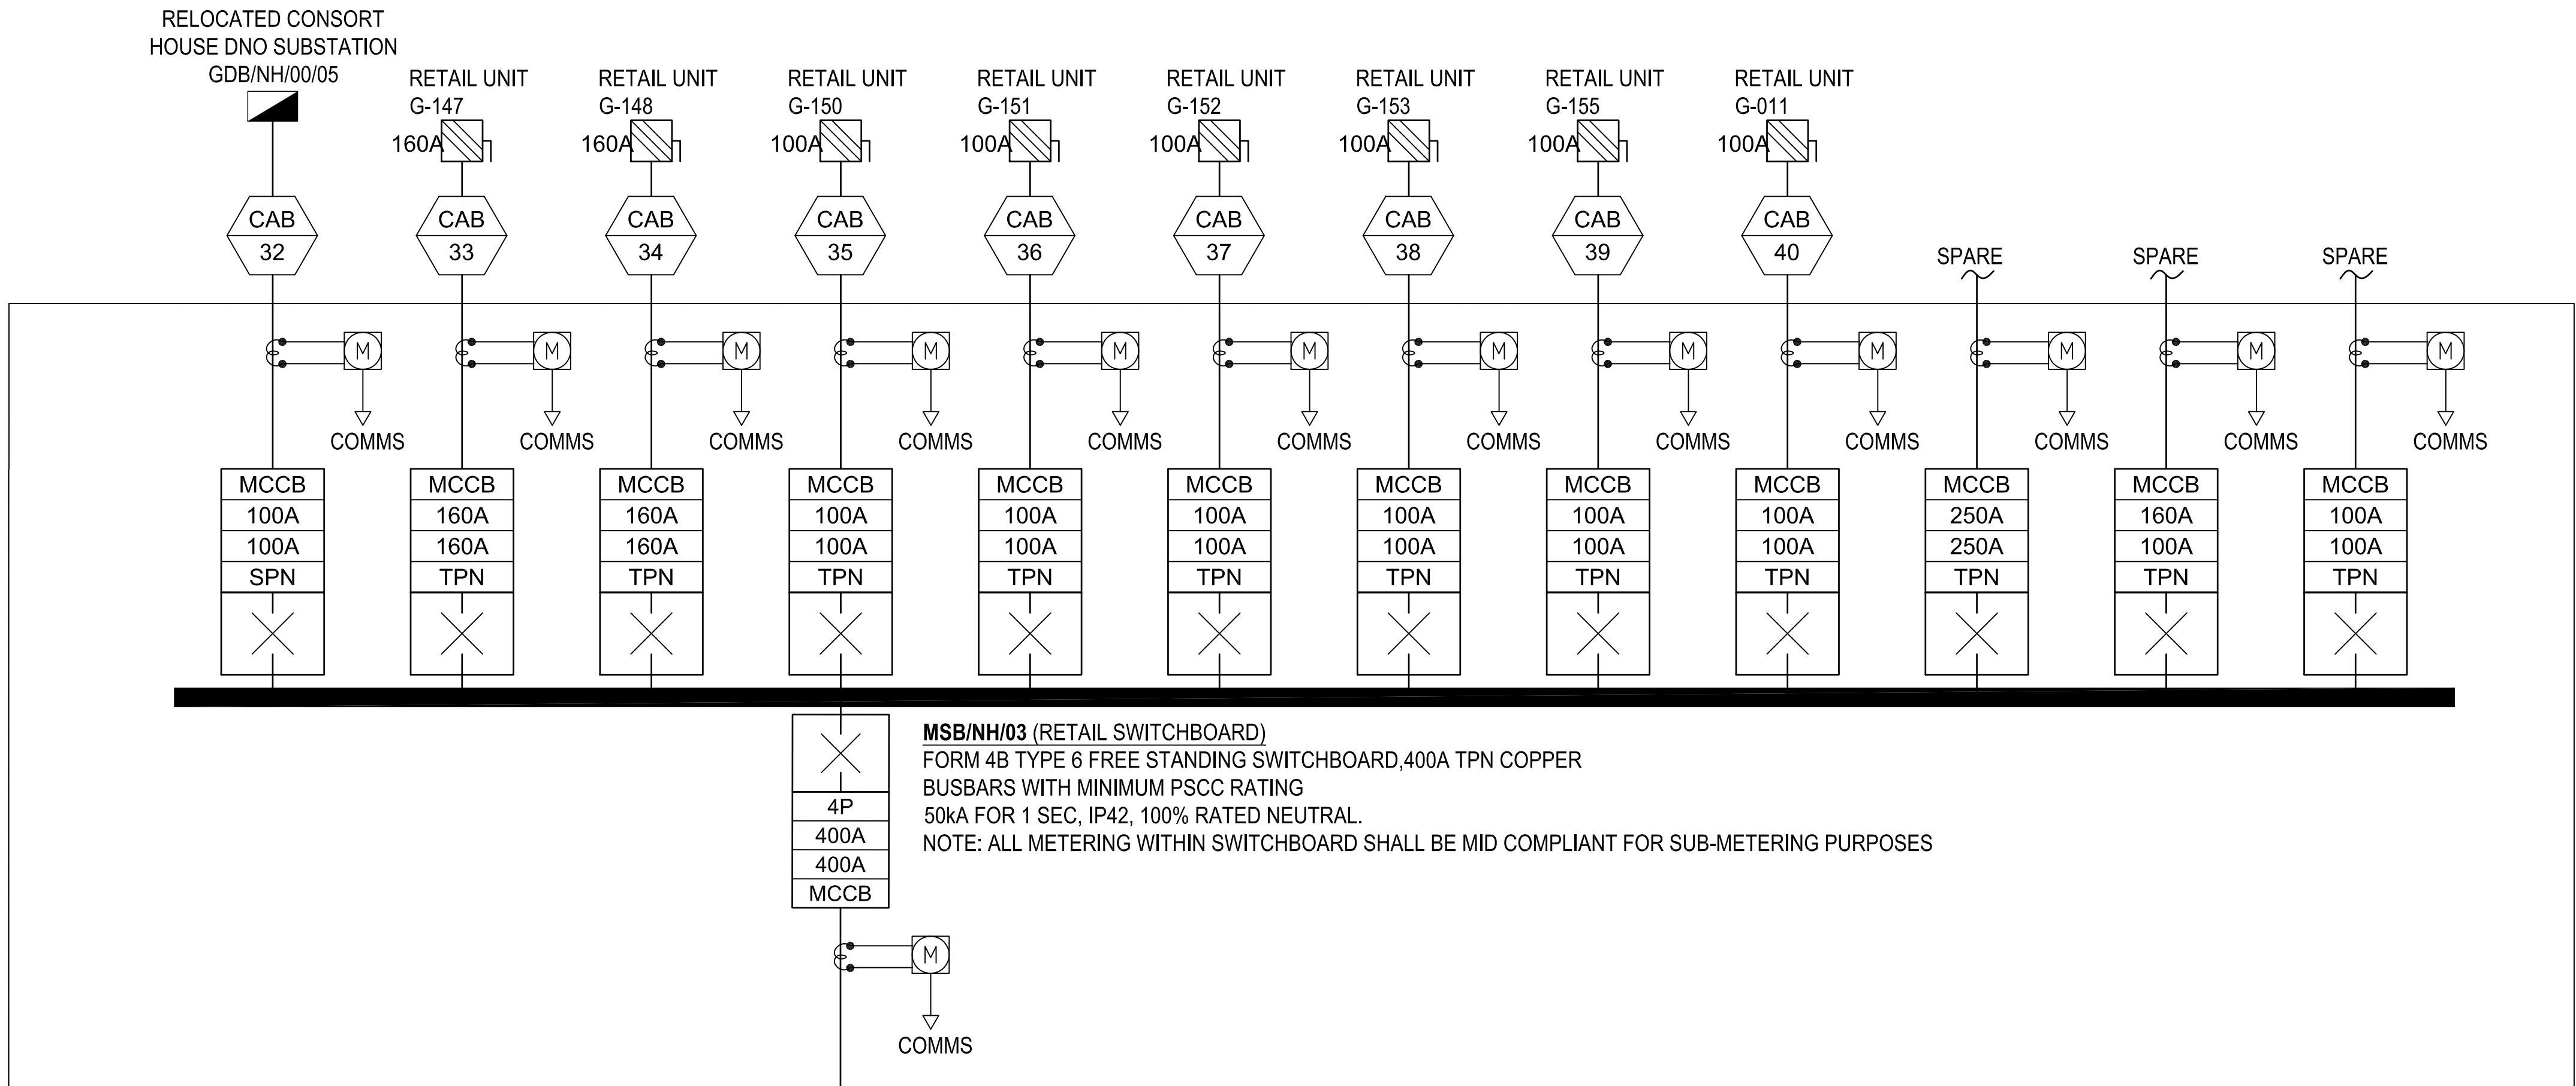 RELOCATED CONSORT
HOUSE DNO SUBSTATION
GDB/NH/00/05
RETAIL UNIT
G-147
160A
RETAIL UNIT
G-148
160A
RETAIL UNIT
G-150
100A
RETAIL UNIT
G-151
100A
RETAIL UNIT
G-152
100A
RETAIL UNIT
G-153
100A
RETAIL UNIT
G-155
100A
RETAIL UNIT
G-011
100A
CAB
32
CAB
33
CAB
34
CAB
35
CAB
36
CAB
37
CAB
38
CAB
39
CAB
40
SPARE
SPARE
SPARE
M
COMMS
M
COMMS
M
COMMS
M
COMMS
M
COMMS
M
COMMS
M
COMMS
M
COMMS
M
COMMS
M
COMMS
M
COMMS
M
COMMS
MCCB
100A
100A
SPN
MCCB
160A
160A
TPN
MCCB
160A
160A
TPN
MCCB
100A
100A
TPN
MCCB
100A
100A
TPN
MCCB
100A
100A
TPN
MCCB
100A
100A
TPN
MCCB
100A
100A
TPN
MCCB
100A
100A
TPN
MCCB
250A
250A
TPN
MCCB
160A
100A
TPN
MCCB
100A
100A
TPN
MSB/NH/03 (RETAIL SWITCHBOARD)
FORM 4B TYPE 6 FREE STANDING SWITCHBOARD,400A TPN COPPER
BUSBARS WITH MINIMUM PSCC RATING
50kA FOR 1 SEC, IP42, 100% RATED NEUTRAL.
NOTE: ALL METERING WITHIN SWITCHBOARD SHALL BE MID COMPLIANT FOR SUB-METERING PURPOSES
4P
400A
400A
MCCB
M
COMMS